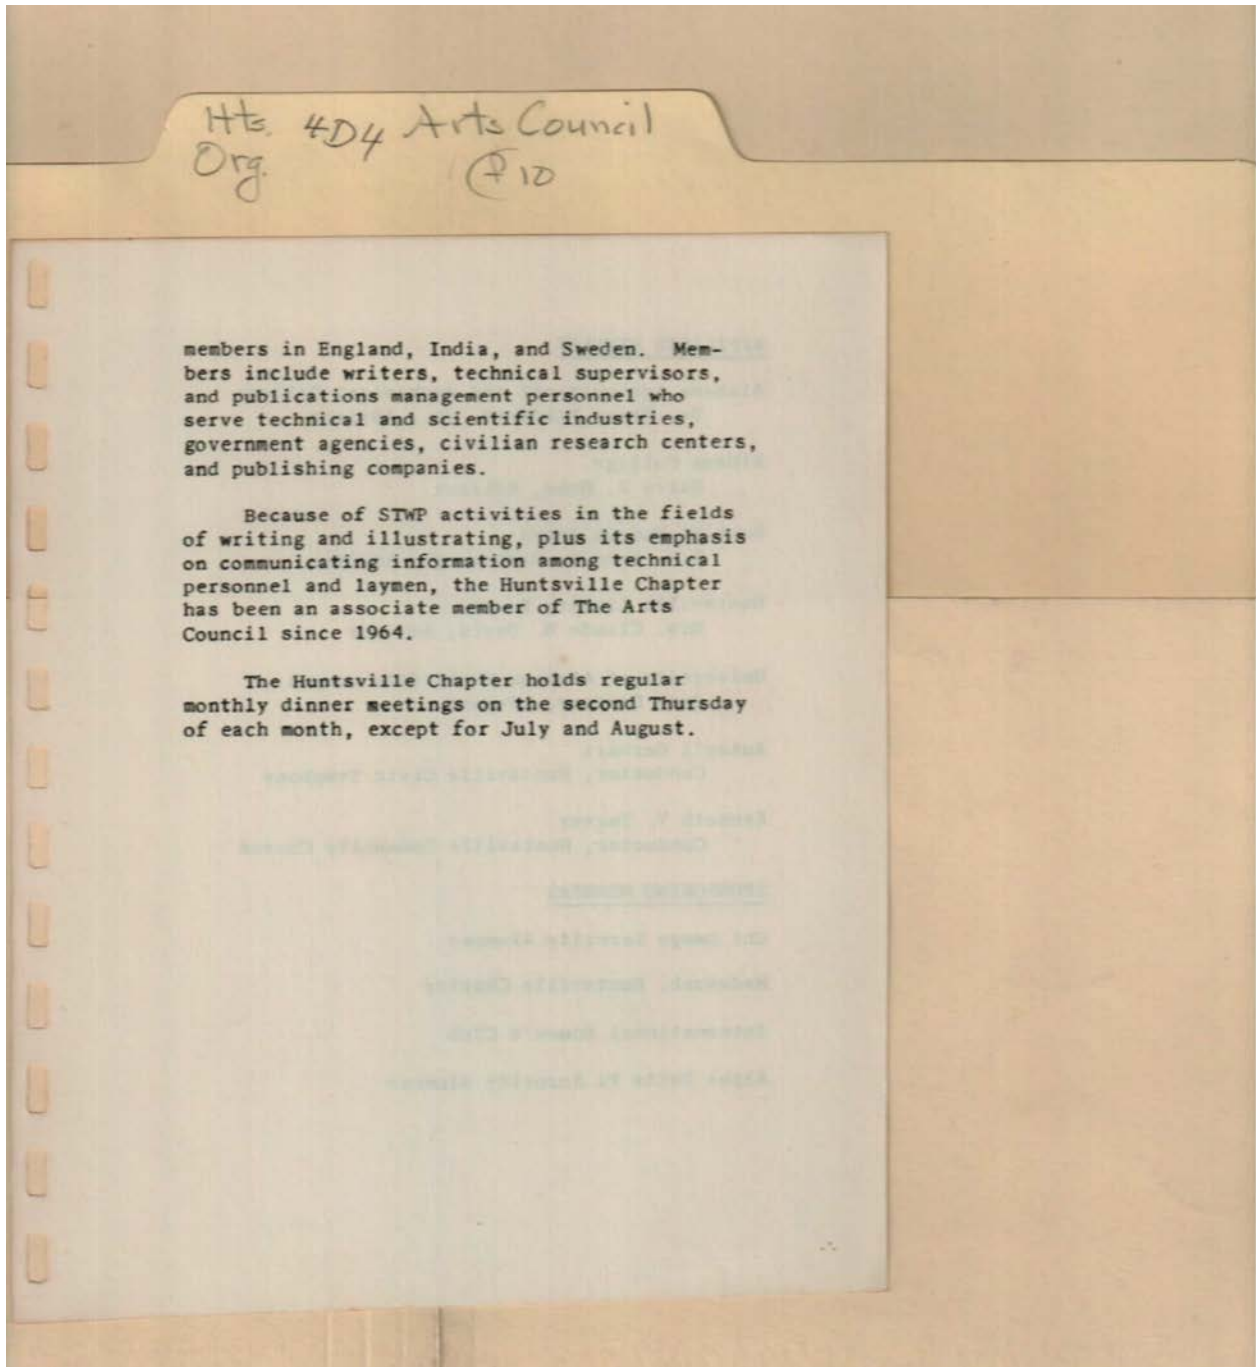 Hts. 4D4 Arts Council
Org. 10
members in England, India, and Sweden. Mem-
bers include writers, technical supervisors,
and publications management personnel who
serve technical and scientific industries,
government agencies, civilian research centers,
and publishing companies.
Because of STWP activities in the fields
of writing and illustrating, plus its emphasis
on communicating information among technical
personnel and laymen, the Huntsville Chapter
has been an associate member of The Arts
Council since 1964.
The Huntsville Chapter holds regular
monthly dinner meetings on the second Thursday
of each month, except for July and August.